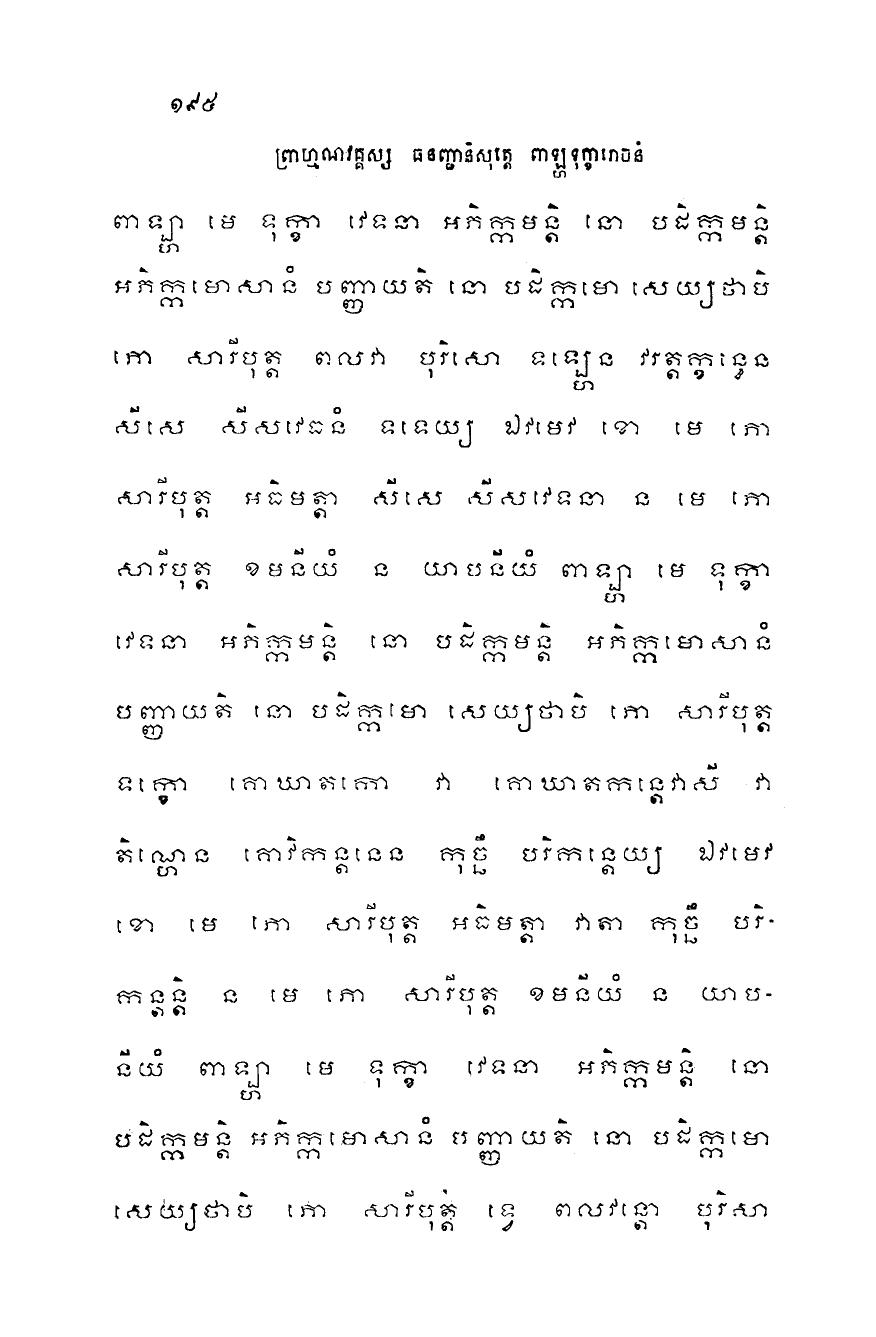 ១៩៥
ព្រាហ្មណវគ្គស្ស ធនញ្ជានិសុត្តេ ពាឡ្ហទុក្ខារោចនំ
ពាឡ្ហា មេ ទុក្ខា វេទនា អភិក្កមន្តិ នោ បដិក្កមន្តិ
អភិក្កមោសានំ បញ្ញាយតិ នោ បដិក្កមោ សេយ្យថាបិ
ភោ សារីបុត្ត ពលវា បុរិសោ ទឡ្ហេន វរត្តក្ខន្ធេន
សីសេ សីសវេធនំ ទទេយ្យ ឯវមេវ ខោ មេ ភោ
សារីបុត្ត អធិមត្តា សីសេ សីសវេទនា ន មេ ភោ
សារីបុត្ត ខមនីយំ ន យាបនីយំ ពាឡ្ហា មេ ទុក្ខា
វេទនា អភិក្កមន្តិ នោ បដិក្កមន្តិ អភិក្កមោសានំ
បញ្ញាយតិ នោ បដិក្កមោ សេយ្យថាបិ ភោ សារីបុត្ត
ទក្ខោ គោឃាតកោ វា គោឃាតកន្តេវាសី វា
តិណ្ហេន គោវិកន្តនេន កុច្ឆឹ បរិកន្តេយ្យ ឯវមេវ
ខោ មេ ភោ សារីបុត្ត អធិមត្តា វាតា កុច្ឆឹ បរិ-
កន្តន្តិ ន មេ ភោ សារីបុត្ត ខមនីយំ ន យាប-
នីយំ ពាឡ្ហា មេ ទុក្ខា វេទនា អភិក្កមន្តិ នោ
បដិក្កមន្តិ អភិក្កមោសានំ បញ្ញាយតិ នោ បដិក្កមោ
សេយ្យថាបិ ភោ សារីបុត្ត ទ្វេ ពលវន្តោ បុរិសា